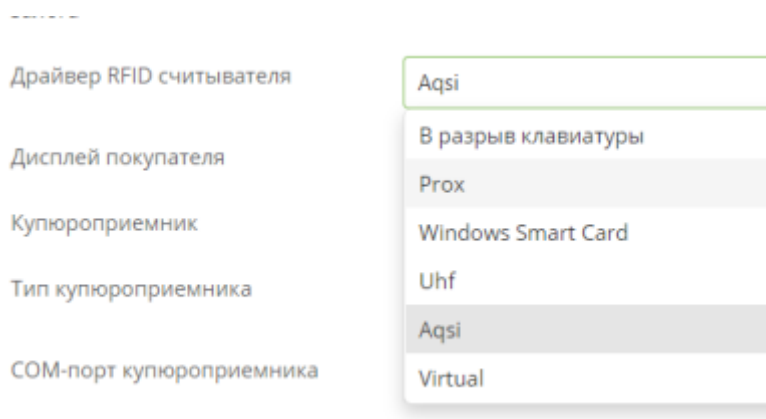 Драйвер RFID считывателя
Aqsi
В разрыв клавиатуры
Дисплей покупателя
Prox
Купюроприемник
Windows Smart Card
Uhf
Тип купюроприемника
Aqsi
COM-порт купюроприемника
Virtual